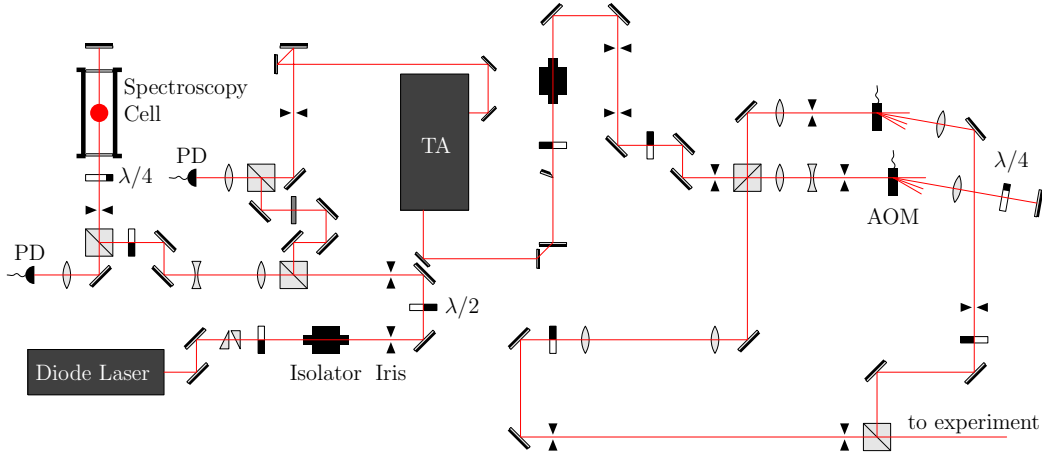 Spectroscopy
Cell
λ/4
PD
TA
PD
λ/2
Diode Laser
Isolator
Iris
λ/4
AOM
to experiment